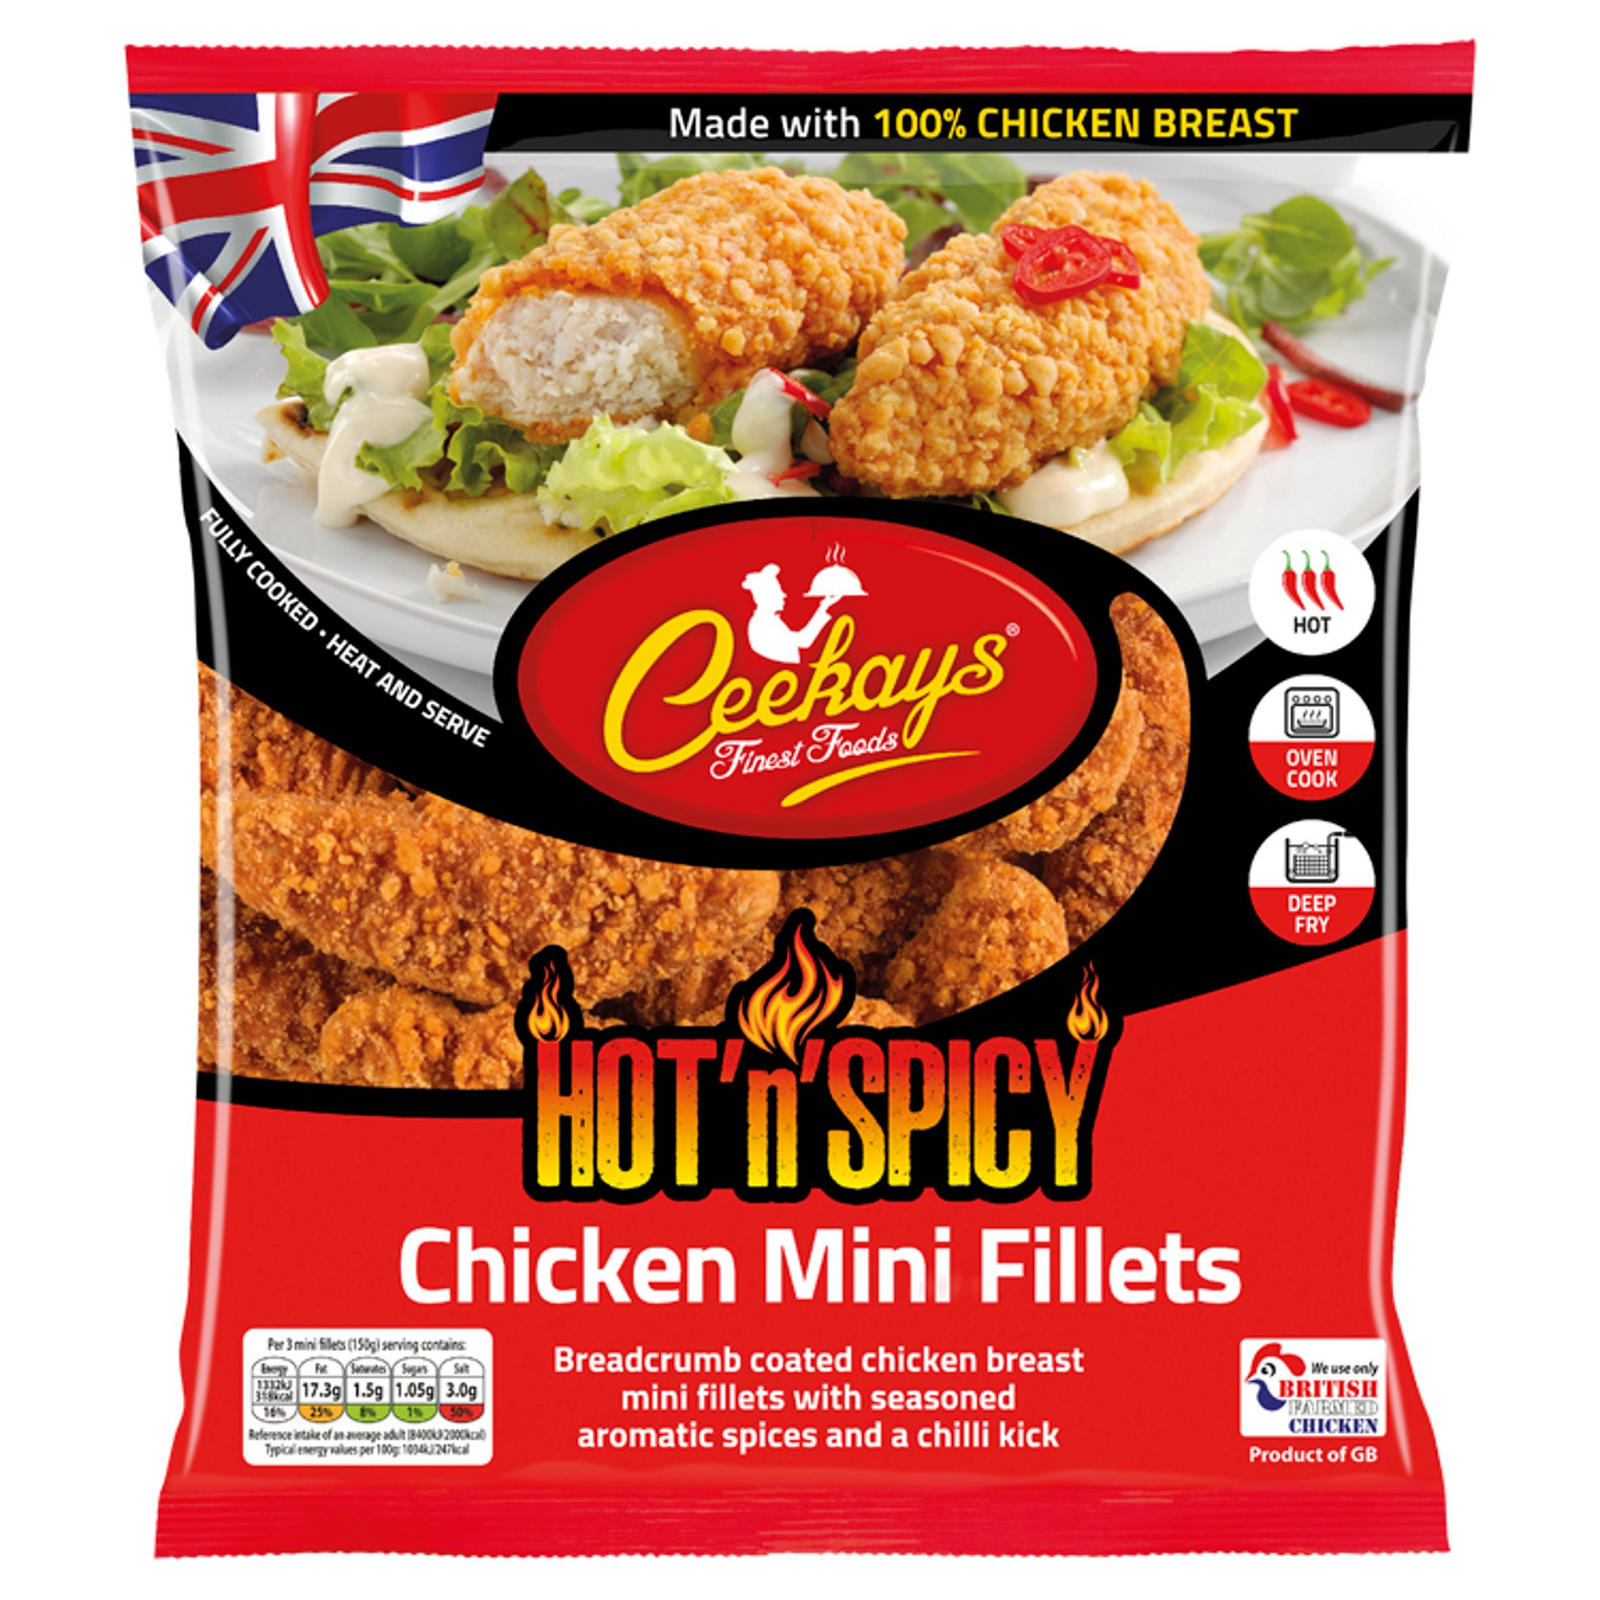 Made with 100% CHICKEN BREAST
FULLY COOKED • HEAT AND SERVE
Ceekays®
Finest Foods
HOT
OVEN
COOK
DEEP
FRY
HOT'n'SPICY
Chicken Mini Fillets
Breadcrumb coated chicken breast
mini fillets with seasoned
aromatic spices and a chilli kick
Per 3 mini fillets (150g) serving contains:
Energy Fat Saturates Sugars Salt
1332kJ
318kcal 17.3g 1.5g 1.05g 3.0g
16% 25% 8% 1% 50%
Reference intake of an average adult (8400kJ/2000kcal)
Typical energy values per 100g: 1034kJ/247kcal
We use only
BRITISH
FARMED
CHICKEN
Product of GB